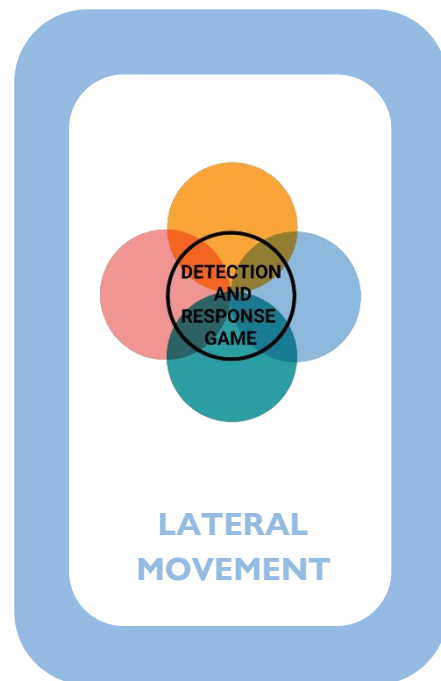 DETECTION
AND
RESPONSE
GAME
LATERAL
MOVEMENT